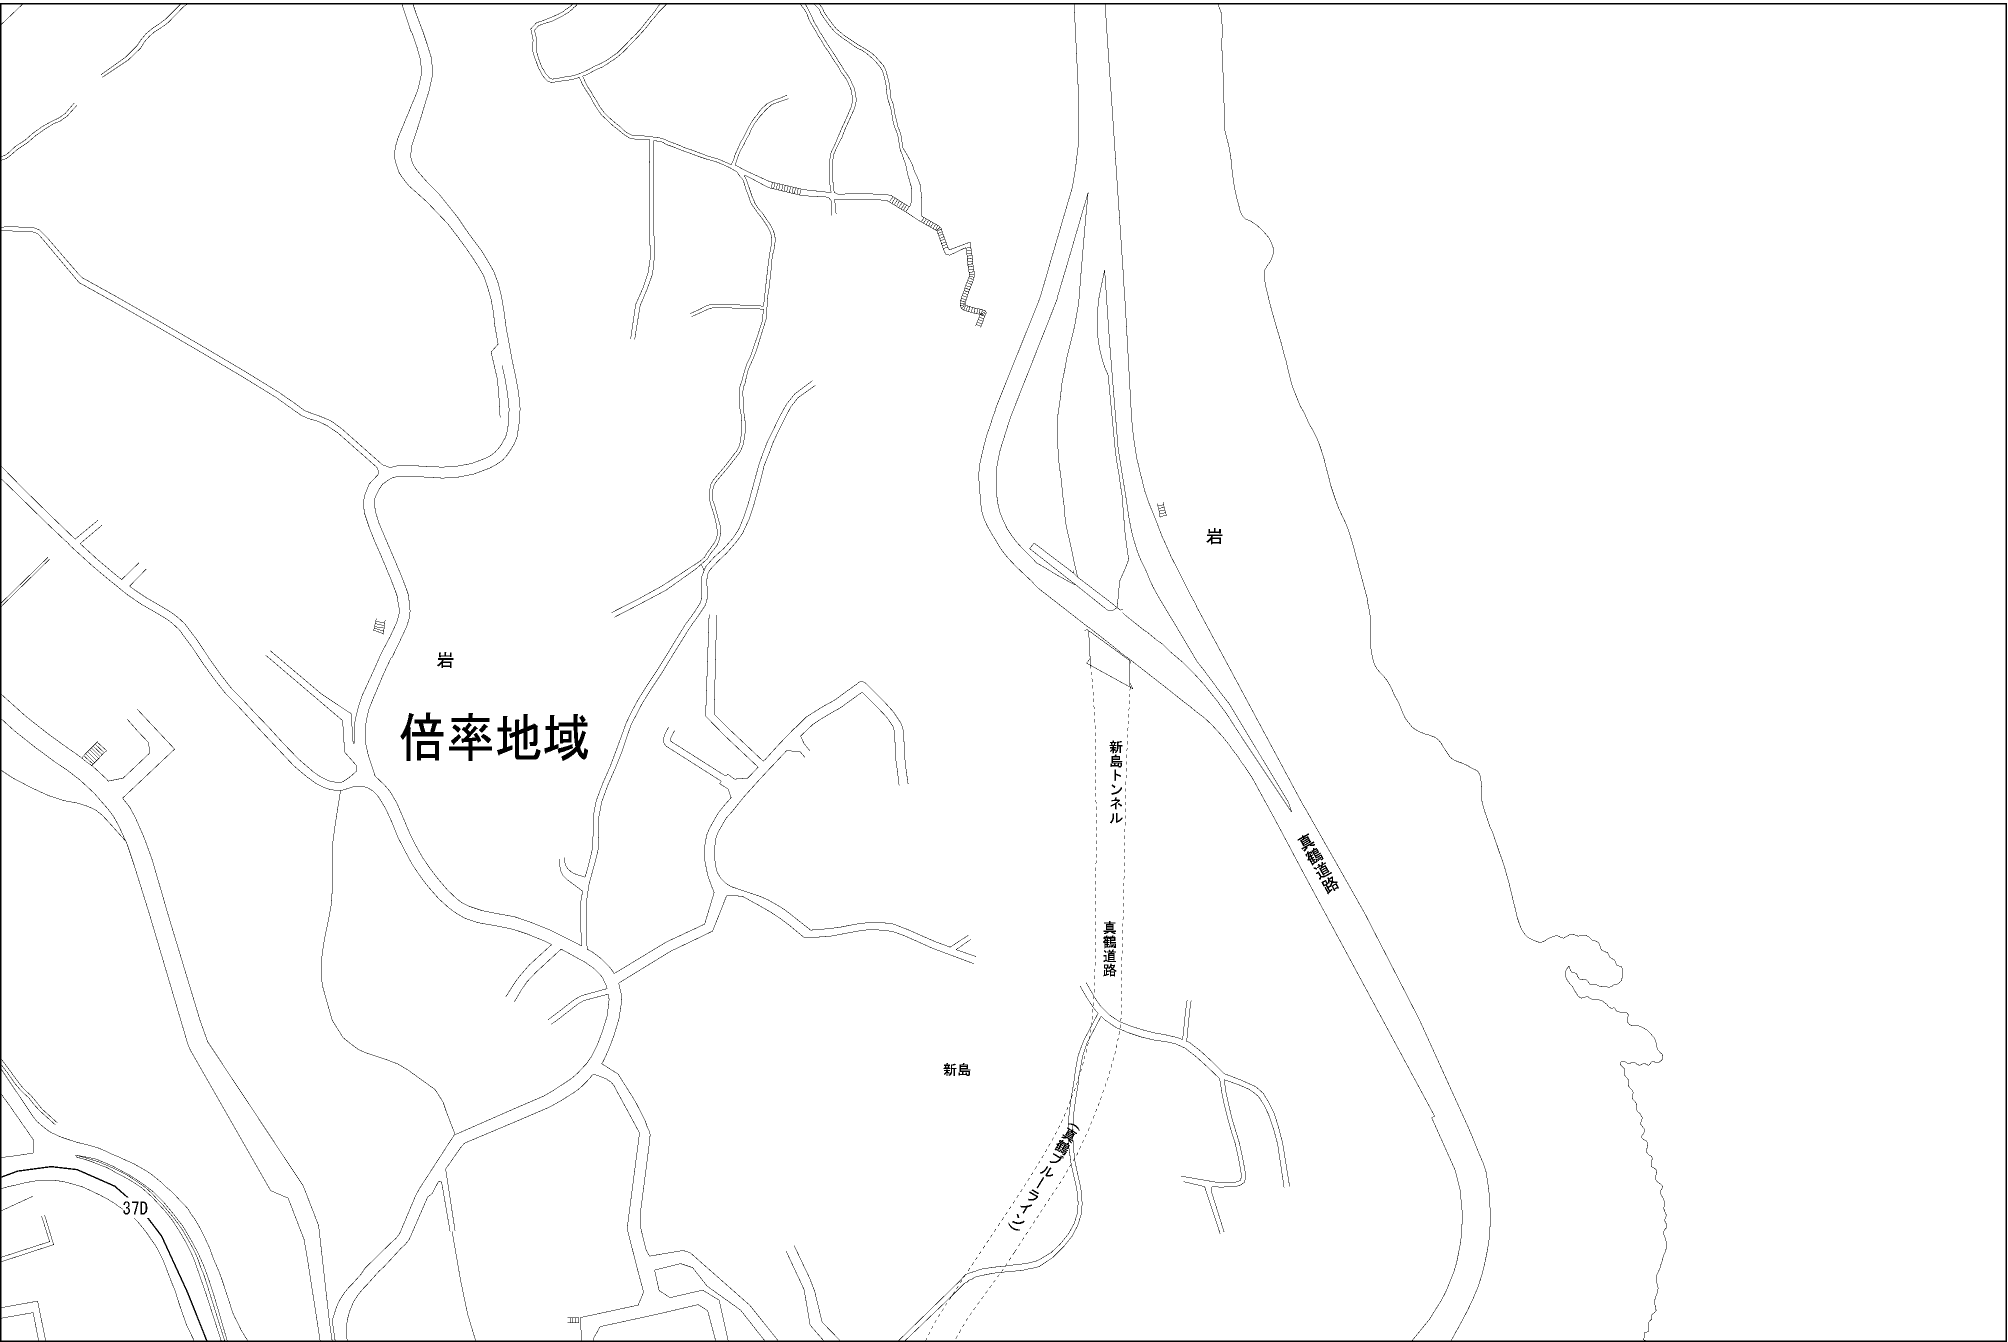 岩
岩
倍率地域
新島トンネル
真鶴道路
真鶴道路
新島
(真鶴ブルーライン)
37D